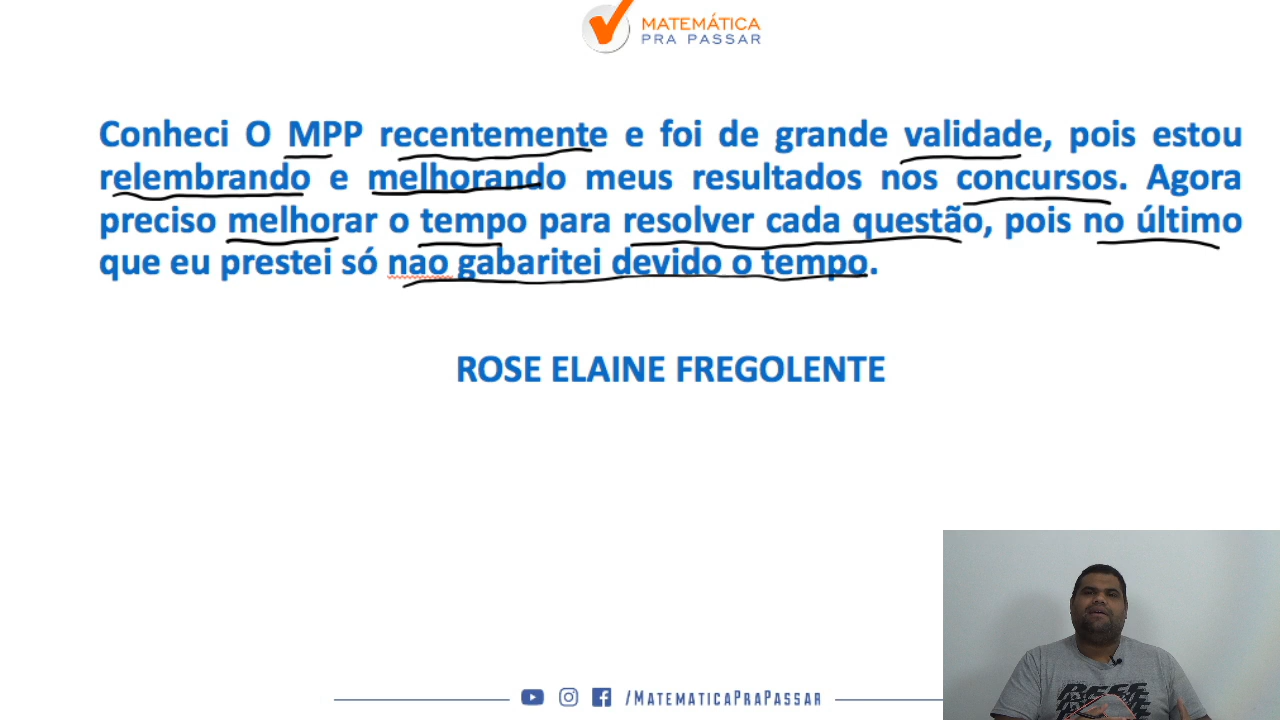 MATEMÁTICA
PRA PASSAR
Conheci O MPP recentemente e foi de grande validade, pois estou
relembrando e melhorando meus resultados nos concursos. Agora
preciso melhorar o tempo para resolver cada questão, pois no último
que eu prestei só nao gabaritei devido o tempo.
ROSE ELAINE FREGOLENTE
/MATEMATICAPRAPASSAR